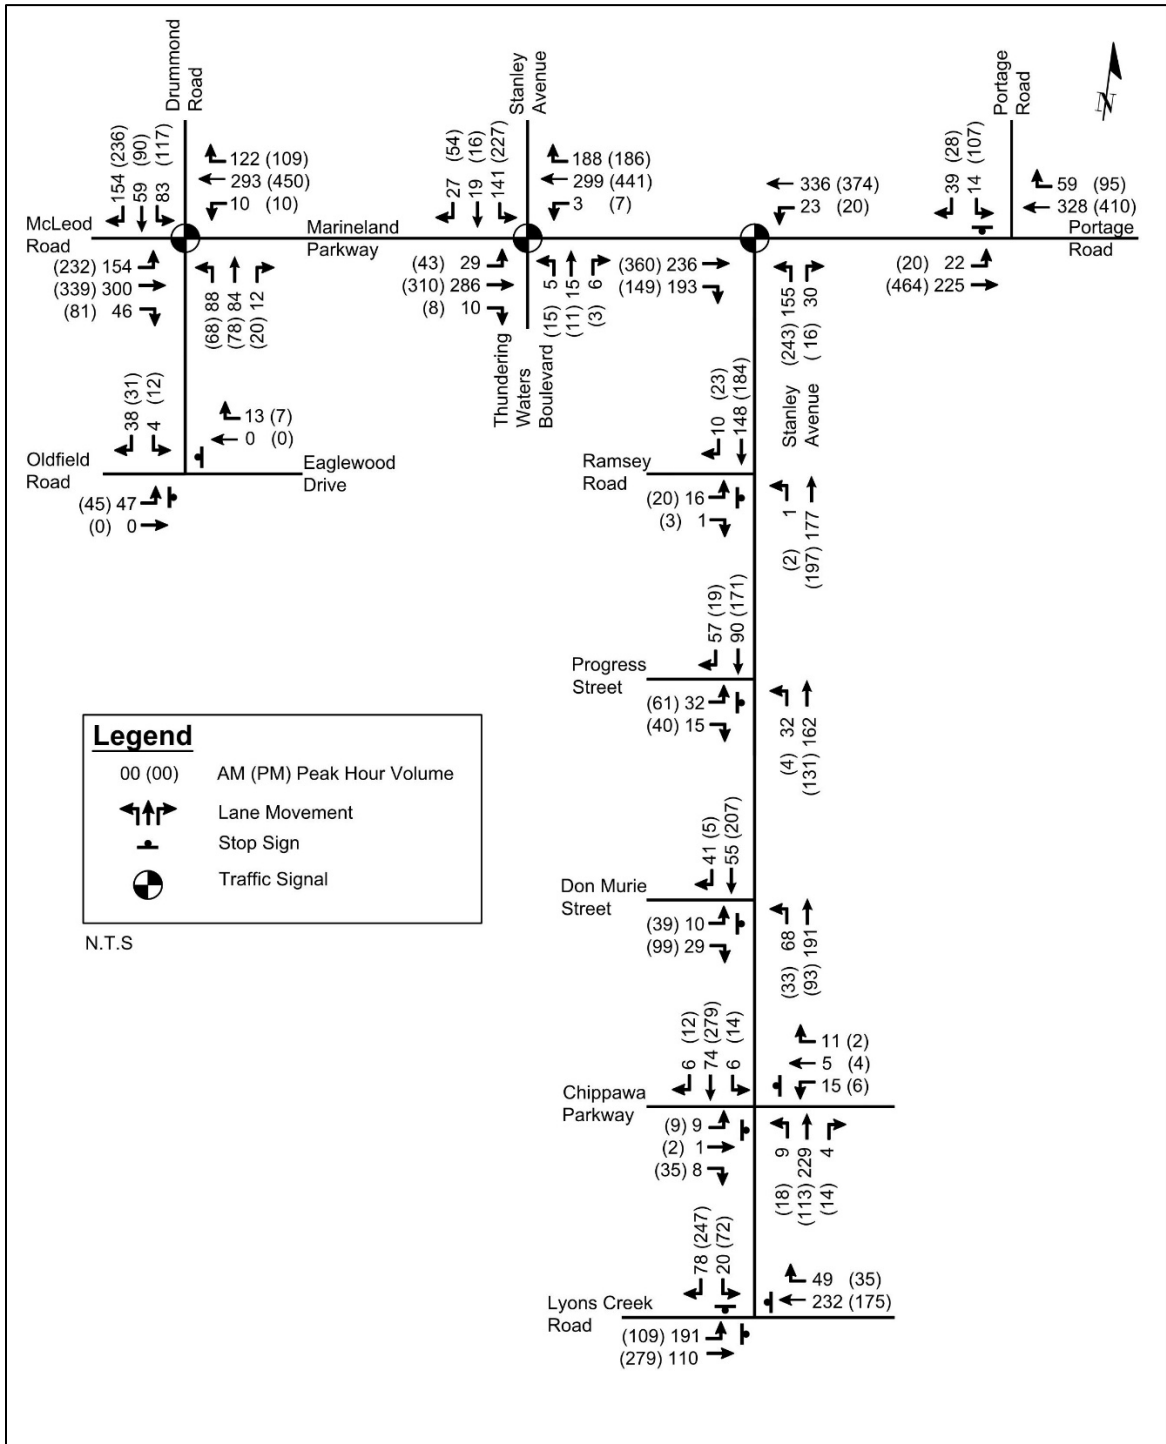 Drummond
Road
Stanley
Avenue
Portage
Road
N
154 (236)
59 (90)
83 (117)
122 (109)
293 (450)
10 (10)
27 (54)
19 (16)
141 (227)
188 (186)
299 (441)
3 (7)
336 (374)
23 (20)
39 (28)
14 (107)
59 (95)
328 (410)
McLeod
Road
Marineland
Parkway
Portage
Road
(232) 154
(339) 300
(81) 46
(68) 88
(78) 84
(20) 12
(43) 29
(310) 286
(8) 10
Thundering
Waters
Boulevard
(15) 5
(11) 15
(3) 6
(360) 236
(149) 193
(243) 155
( 16) 30
(20) 22
(464) 225
Stanley
Avenue
38 (31)
4 (12)
13 (7)
0 (0)
Oldfield
Road
Eaglewood
Drive
(45) 47
(0) 0
10 (23)
148 (184)
Ramsey
Road
(20) 16
(3) 1
(2) 1
(197) 177
57 (19)
90 (171)
Progress
Street
(61) 32
(40) 15
(4) 32
(131) 162
Legend
00 (00) AM (PM) Peak Hour Volume
Lane Movement
Stop Sign
Traffic Signal
N.T.S
41 (5)
55 (207)
Don Murie
Street
(39) 10
(99) 29
(33) 68
(93) 191
6 (12)
74 (279)
6 (14)
11 (2)
5 (4)
15 (6)
Chippawa
Parkway
(9) 9
(2) 1
(35) 8
(18) 9
(113) 229
(14) 4
78 (247)
20 (72)
49 (35)
232 (175)
Lyons Creek
Road
(109) 191
(279) 110